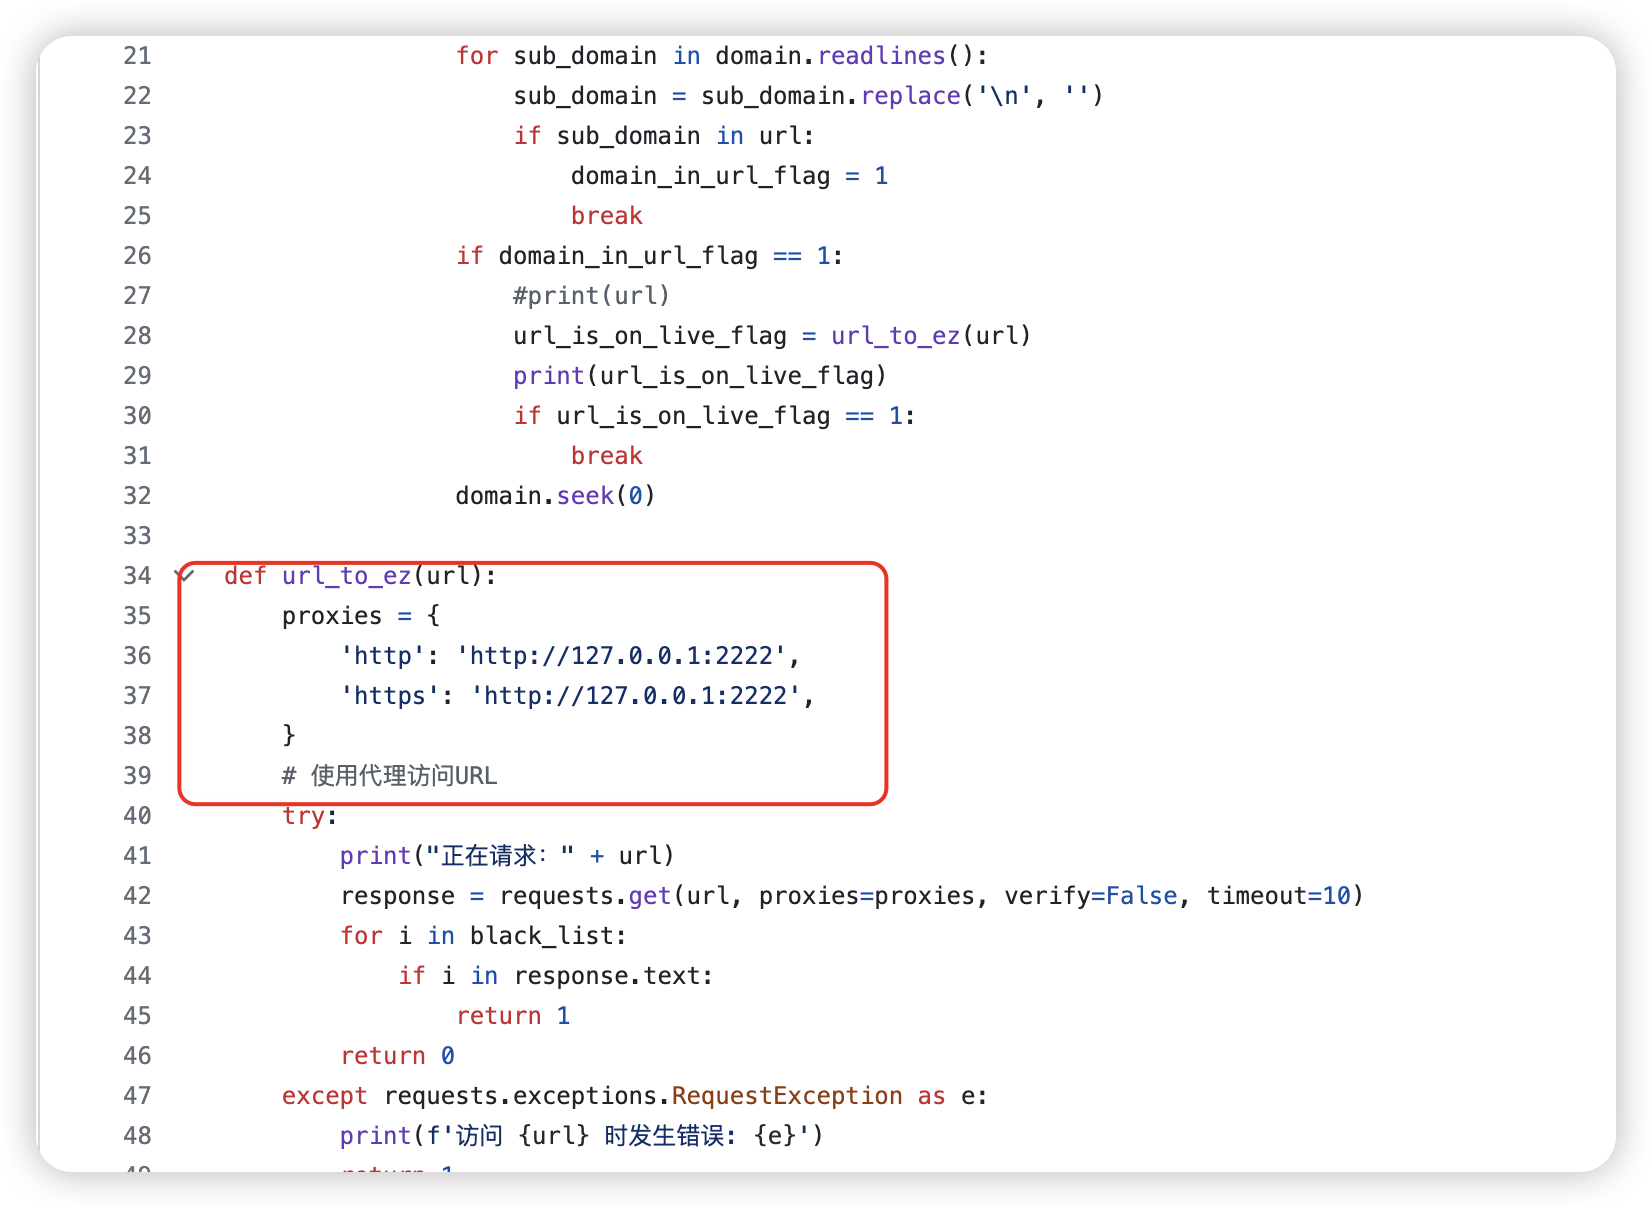 21 for sub_domain in domain.readlines():
22 sub_domain = sub_domain.replace('\n', '')
23 if sub_domain in url:
24 domain_in_url_flag = 1
25 break
26 if domain_in_url_flag == 1:
27 #print(url)
28 url_is_on_live_flag = url_to_ez(url)
29 print(url_is_on_live_flag)
30 if url_is_on_live_flag == 1:
31 break
32 domain.seek(0)
33
34 def url_to_ez(url):
35 proxies = {
36 'http': 'http://127.0.0.1:2222',
37 'https': 'http://127.0.0.1:2222',
38 }
39 # 使用代理访问URL
40 try:
41 print("正在请求：" + url)
42 response = requests.get(url, proxies=proxies, verify=False, timeout=10)
43 for i in black_list:
44 if i in response.text:
45 return 1
46 return 0
47 except requests.exceptions.RequestException as e:
48 print(f'访问 {url} 时发生错误: {e}')